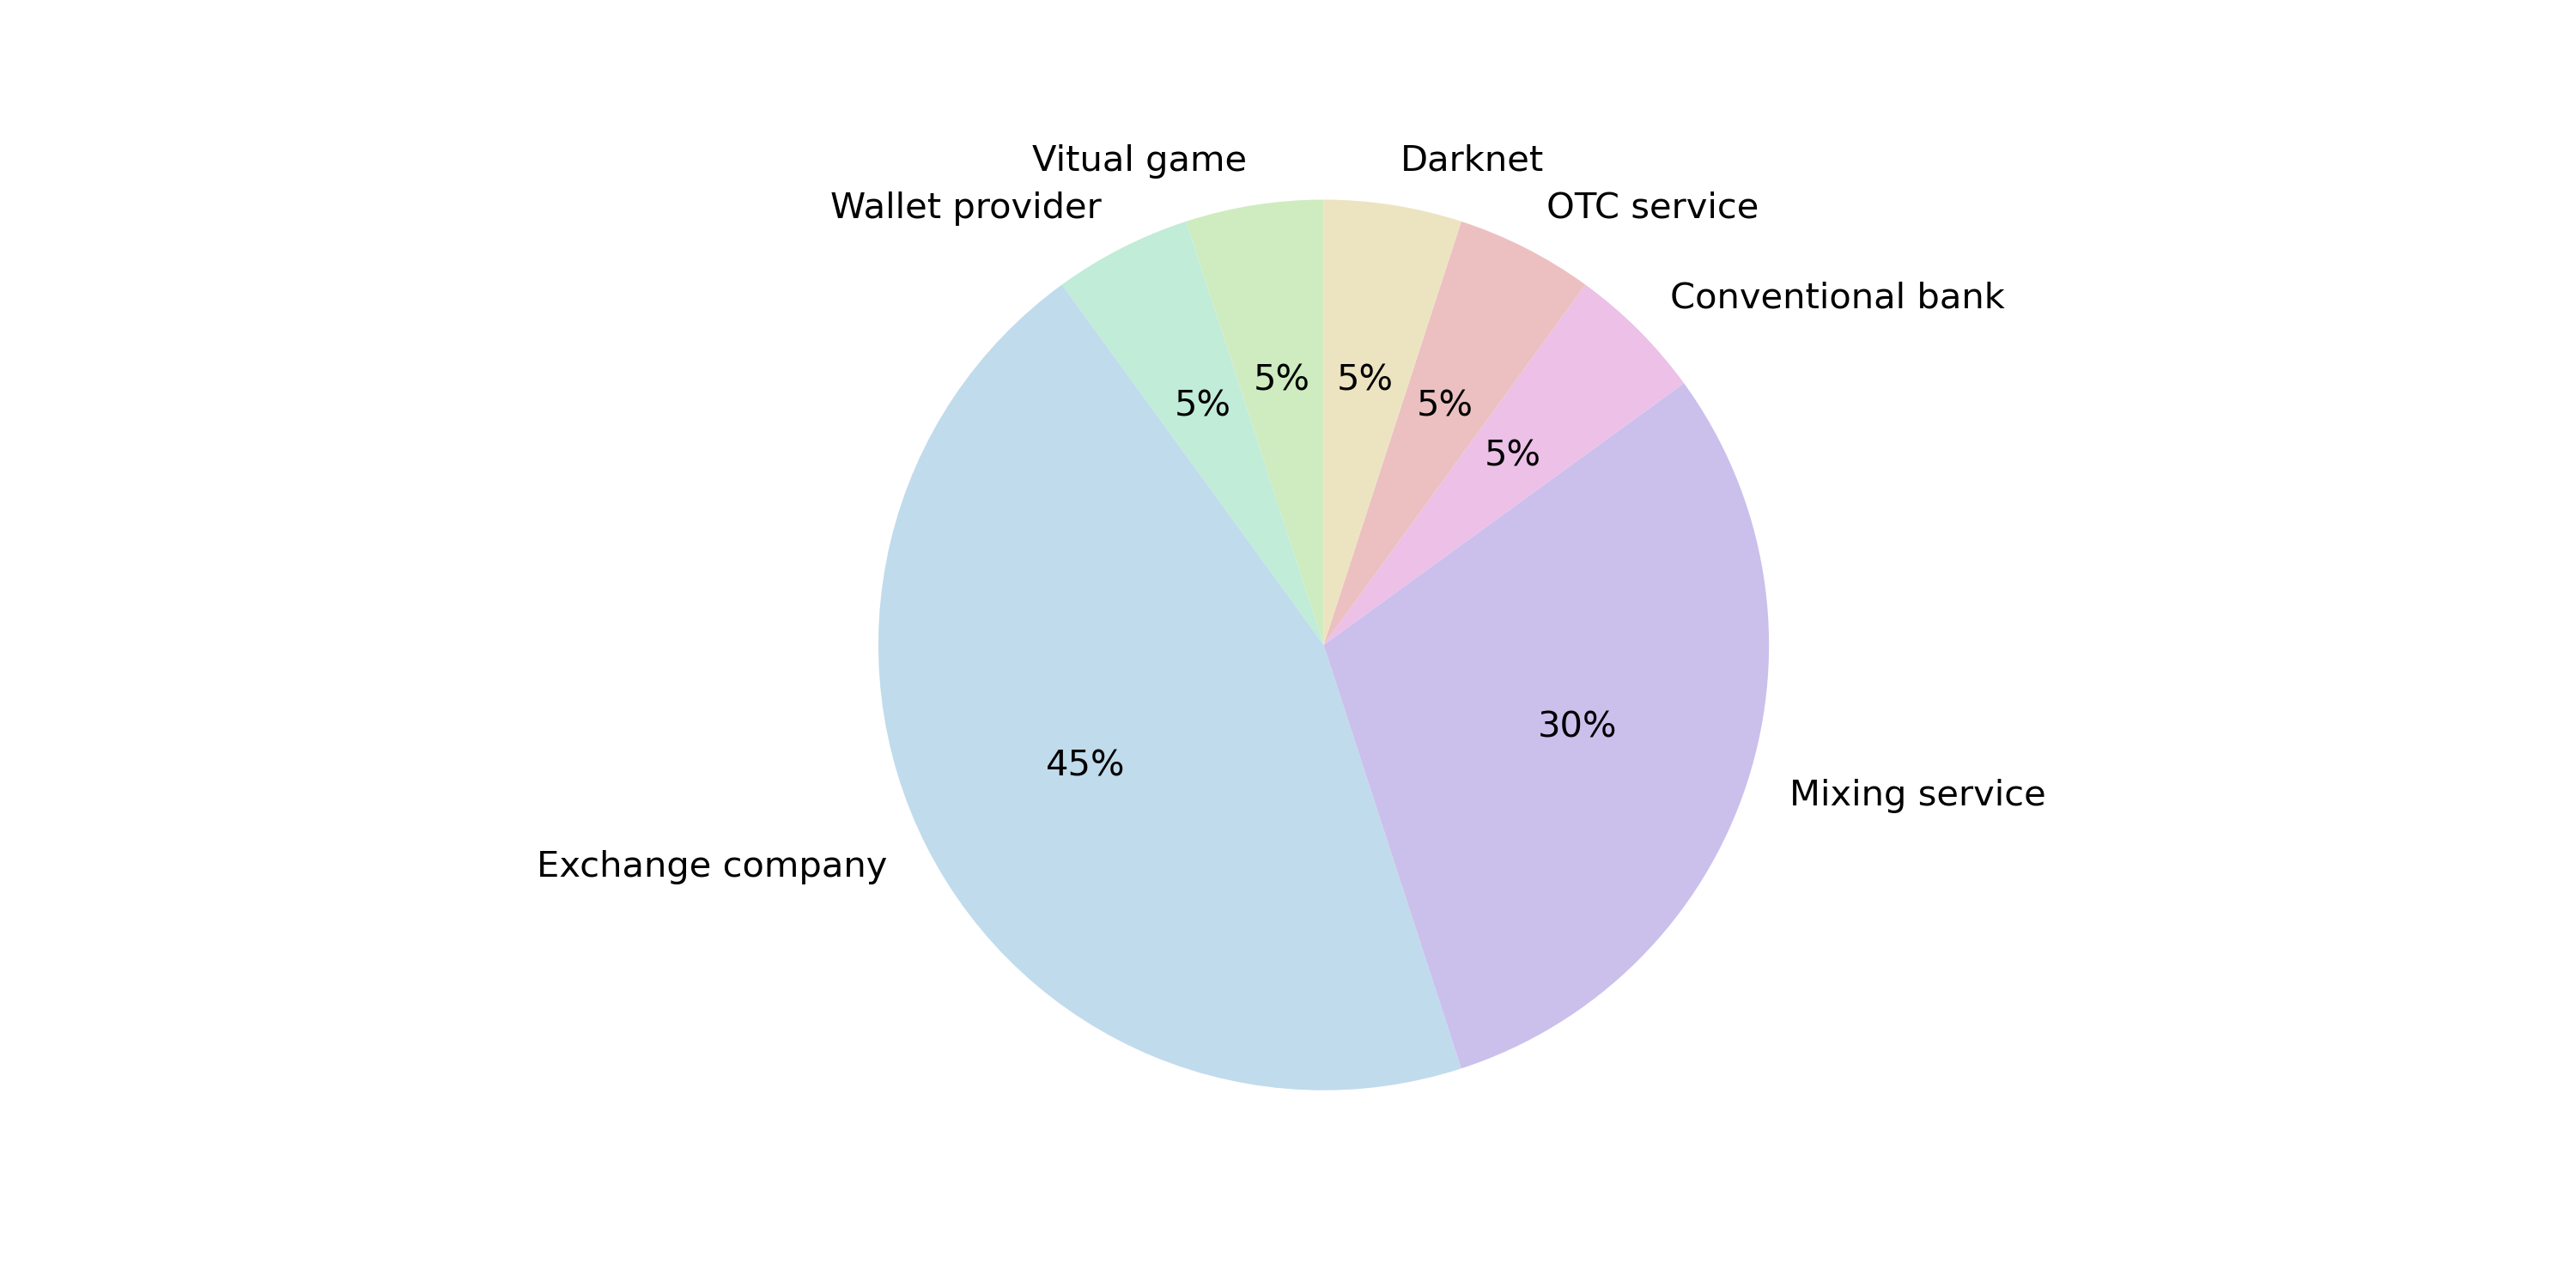 Vitual game
Darknet
Wallet provider
OTC service
Conventional bank
5%
5%
5%
5%
5%
30%
45%
Mixing service
Exchange company